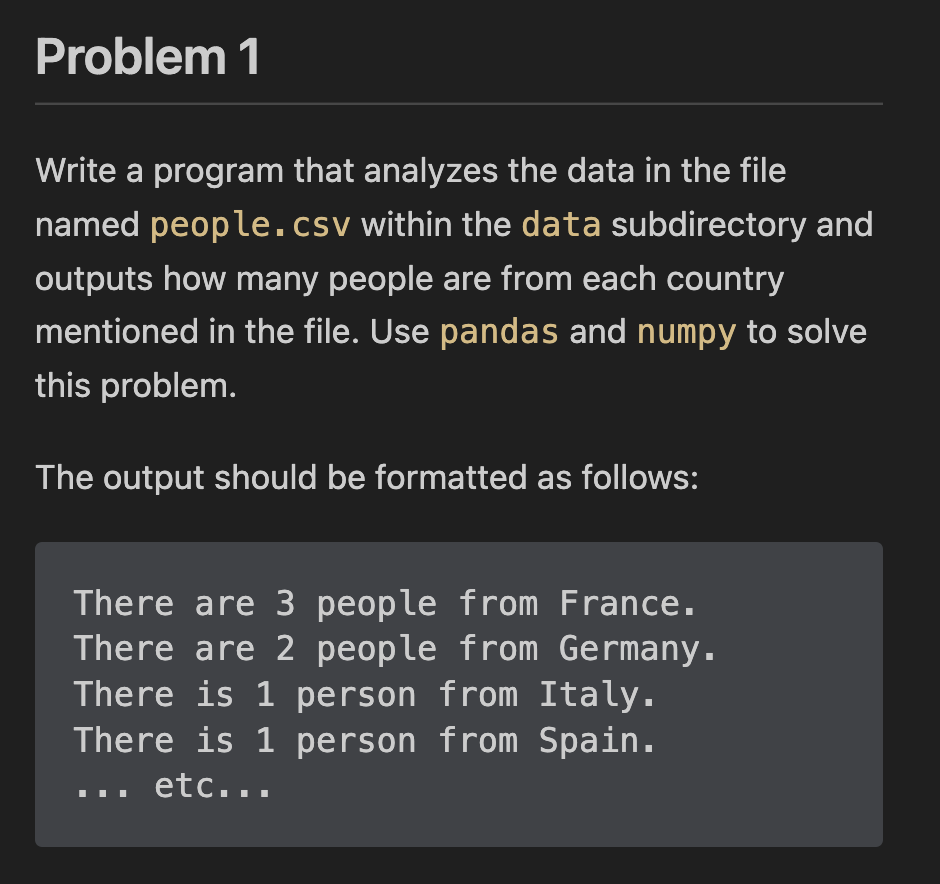 Problem 1
Write a program that analyzes the data in the file
named people.csv within the data subdirectory and
outputs how many people are from each country
mentioned in the file. Use pandas and numpy to solve
this problem.
The output should be formatted as follows:
There are 3 people from France.
There are 2 people from Germany.
There is 1 person from Italy.
There is 1 person from Spain.
... etc...